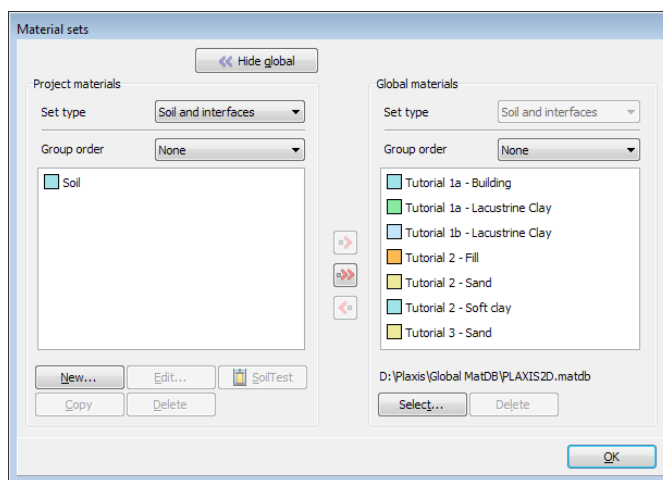 Material sets
Hide global
Project materials
Set type
Soil and interfaces
Group order
None
Soil
New...
Edit...
SoilTest
Copy
Delete
Global materials
Set type
Soil and interfaces
Group order
None
Tutorial 1a - Building
Tutorial 1a - Lacustrine Clay
Tutorial 1b - Lacustrine Clay
Tutorial 2 - Fill
Tutorial 2 - Sand
Tutorial 2 - Soft clay
Tutorial 3 - Sand
D:\Plaxis\Global MatDB\PLAXIS2D.matdb
Select...
Delete
OK